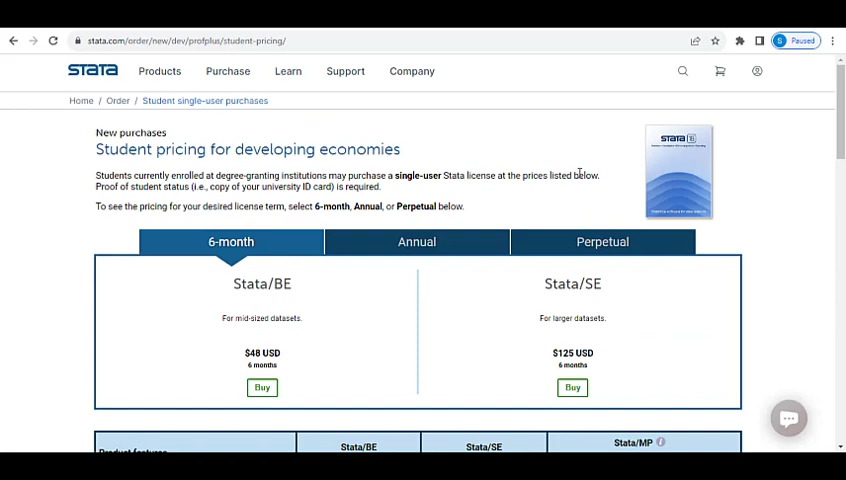 stata.com/order/new/dev/profplus/student-pricing/
S Paused
STATA Products Purchase Learn Support Company
Home / Order / Student single-user purchases
New purchases
Student pricing for developing economies
Students currently enrolled at degree-granting institutions may purchase a single-user Stata license at the prices listed below.
Proof of student status (i.e., copy of your university ID card) is required.
To see the pricing for your desired license term, select 6-month, Annual, or Perpetual below.
STATA
6-month Annual Perpetual
Stata/BE Stata/SE
For mid-sized datasets. For larger datasets.
$48 USD $125 USD
6 months 6 months
Buy Buy
Product features Stata/BE Stata/SE Stata/MP i